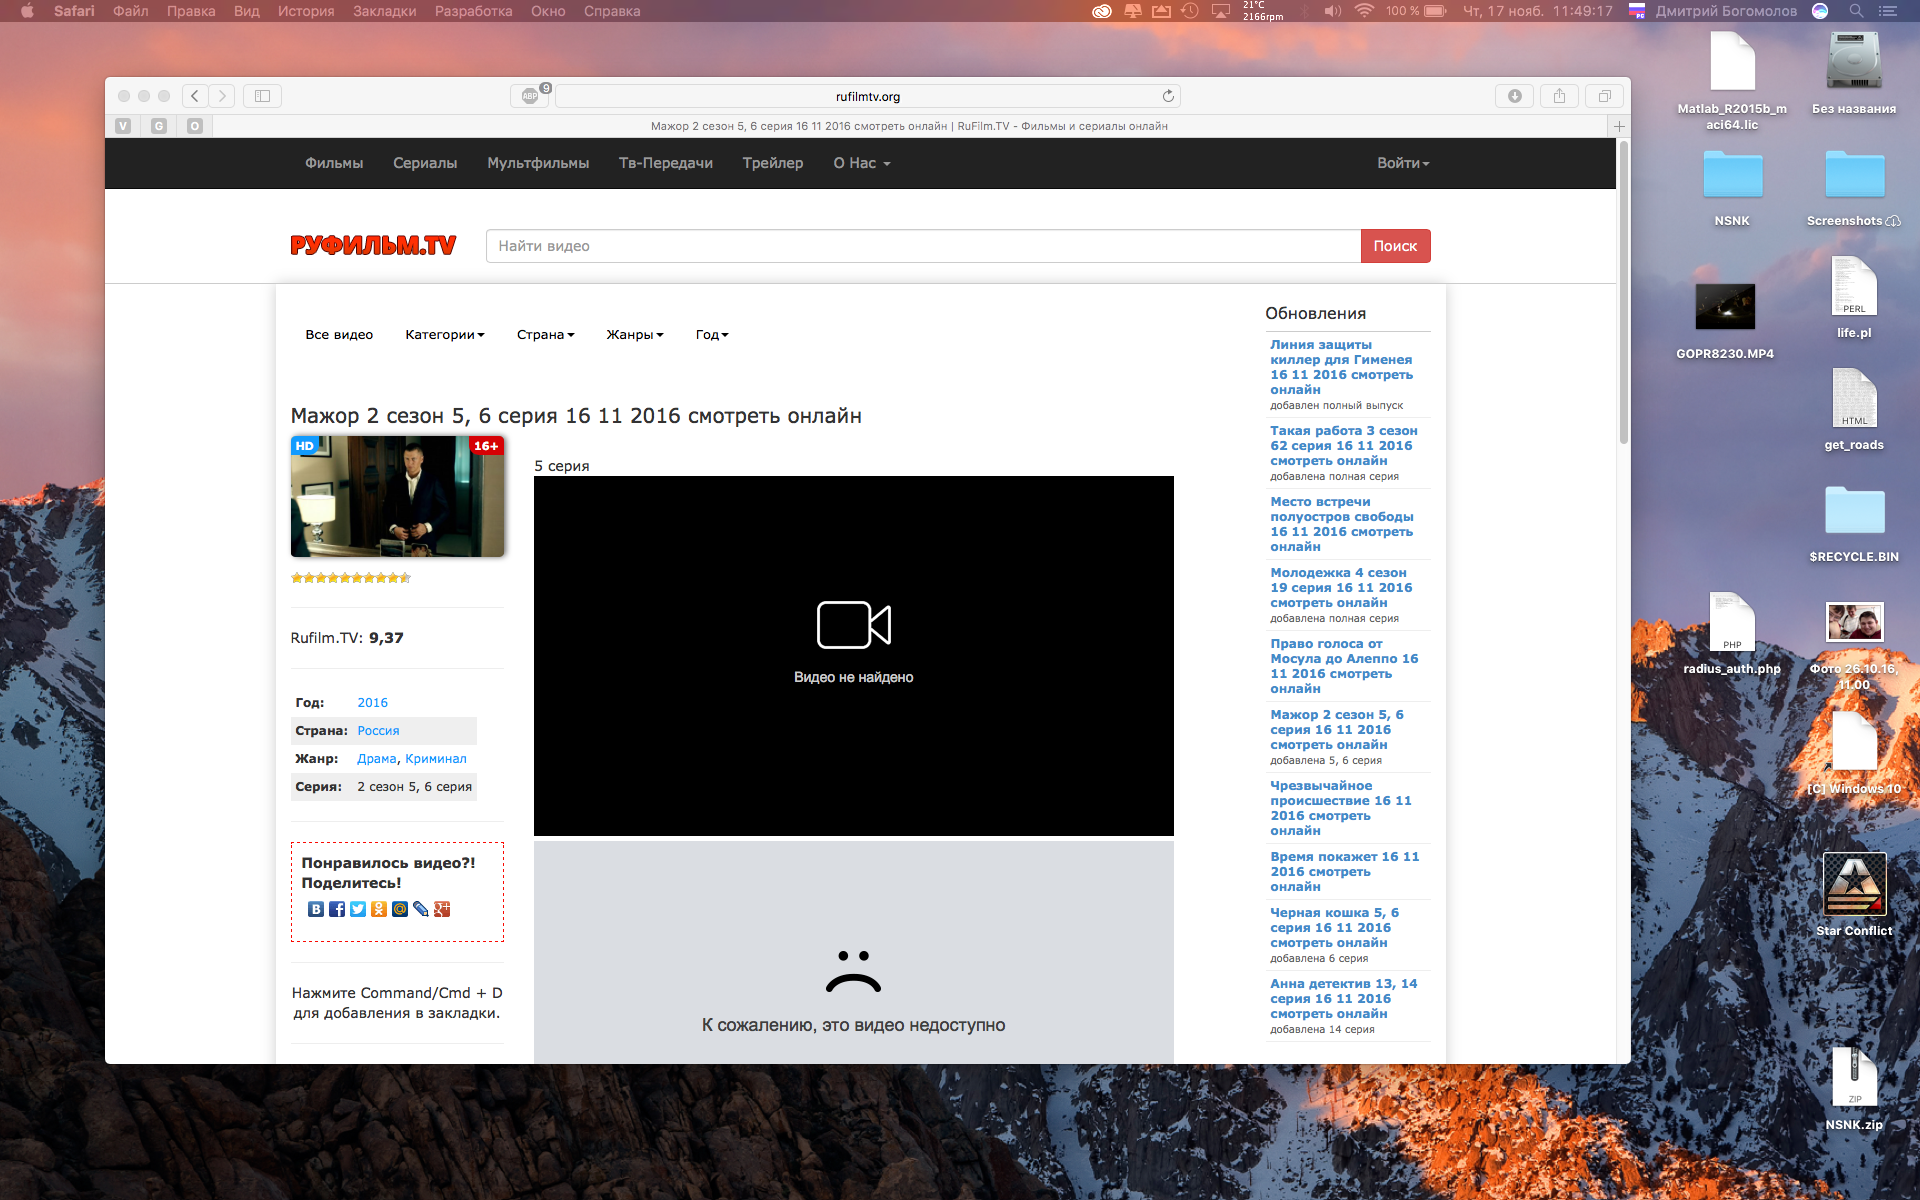 Safari Файл Правка Вид История Закладки Разработка Окно Справка
21°C
2166rpm
100 %
Чт, 17 нояб. 11:49:17
Дмитрий Богомолов
ABP 9
rufilmtv.org
V G O
Мажор 2 сезон 5, 6 серия 16 11 2016 смотреть онлайн | RuFilm.TV - Фильмы и сериалы онлайн
Фильмы Сериалы Мультфильмы Тв-Передачи Трейлер О Нас Войти
РУФИЛЬМ.TV
Найти видео
Поиск
Все видео Категории Страна Жанры Год
Мажор 2 сезон 5, 6 серия 16 11 2016 смотреть онлайн
HD
16+
Rufilm.TV: 9,37
Год: 2016
Страна: Россия
Жанр: Драма, Криминал
Серия: 2 сезон 5, 6 серия
Понравилось видео?!
Поделитесь!
Нажмите Command/Cmd + D
для добавления в закладки.
5 серия
Видео не найдено
К сожалению, это видео недоступно
Обновления
Линия защиты
киллер для Гименея
16 11 2016 смотреть
онлайн
добавлен полный выпуск
Такая работа 3 сезон
62 серия 16 11 2016
смотреть онлайн
добавлена полная серия
Место встречи
полуостров свободы
16 11 2016 смотреть
онлайн
Молодежка 4 сезон
19 серия 16 11 2016
смотреть онлайн
добавлена полная серия
Право голоса от
Мосула до Алеппо 16
11 2016 смотреть
онлайн
Мажор 2 сезон 5, 6
серия 16 11 2016
смотреть онлайн
добавлена 5, 6 серия
Чрезвычайное
происшествие 16 11
2016 смотреть
онлайн
Время покажет 16 11
2016 смотреть
онлайн
Черная кошка 5, 6
серия 16 11 2016
смотреть онлайн
добавлена 6 серия
Анна детектив 13, 14
серия 16 11 2016
смотреть онлайн
добавлена 14 серия
Matlab_R2015b_m
aci64.lic
Без названия
NSNK
Screenshots
GOPR8230.MP4
PERL
life.pl
HTML
get_roads
$RECYCLE.BIN
PHP
radius_auth.php
Фото 26.10.16,
11.00
[C] Windows 10
Star Conflict
ZIP
NSNK.zip